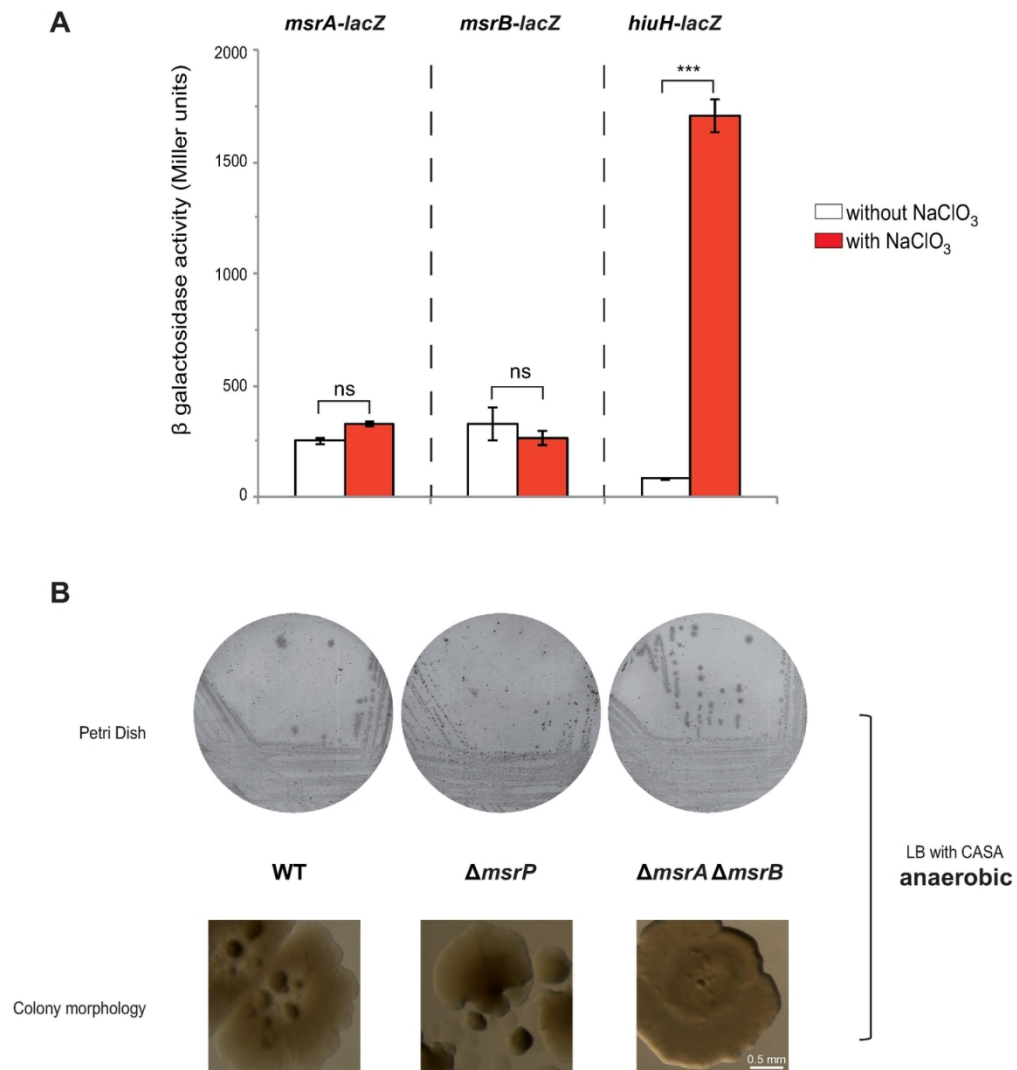 A
msrA-lacZ
msrB-lacZ
hiuH-lacZ
β galactosidase activity (Miller units)
2000
1500
1000
500
0
ns
ns
***
without NaClO₃
with NaClO₃
B
Petri Dish
WT
ΔmsrP
ΔmsrA ΔmsrB
LB with CASA
anaerobic
Colony morphology
0.5 mm